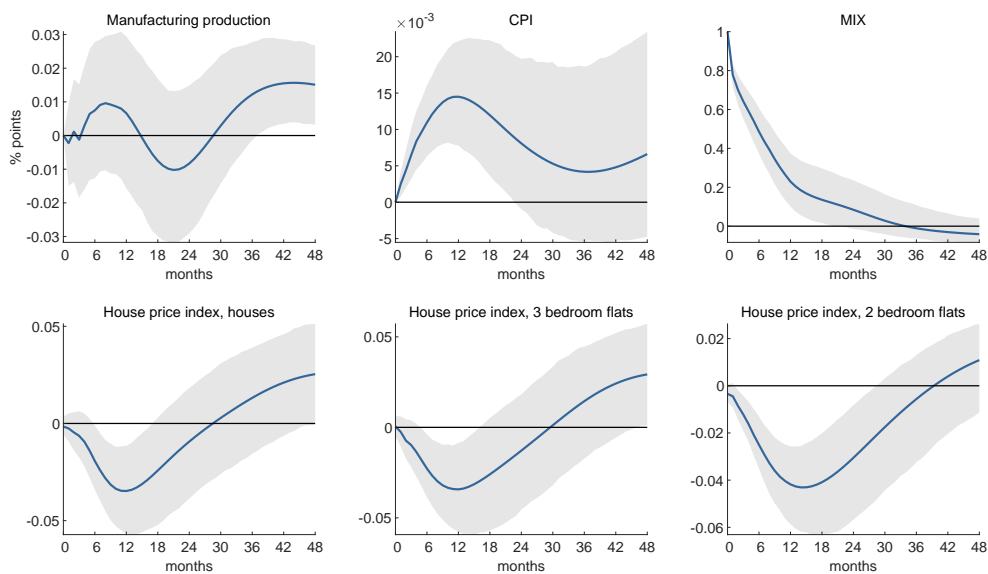 Manufacturing production
% points
0.03
0.02
0.01
0
-0.01
-0.02
-0.03
0 6 12 18 24 30 36 42 48
months
CPI
×10⁻³
20
15
10
5
0
-5
0 6 12 18 24 30 36 42 48
months
MIX
1
0.8
0.6
0.4
0.2
0
0 6 12 18 24 30 36 42 48
months
House price index, houses
0.05
0
-0.05
0 6 12 18 24 30 36 42 48
months
House price index, 3 bedroom flats
0.05
0
-0.05
0 6 12 18 24 30 36 42 48
months
House price index, 2 bedroom flats
0.02
0
-0.02
-0.04
-0.06
0 6 12 18 24 30 36 42 48
months